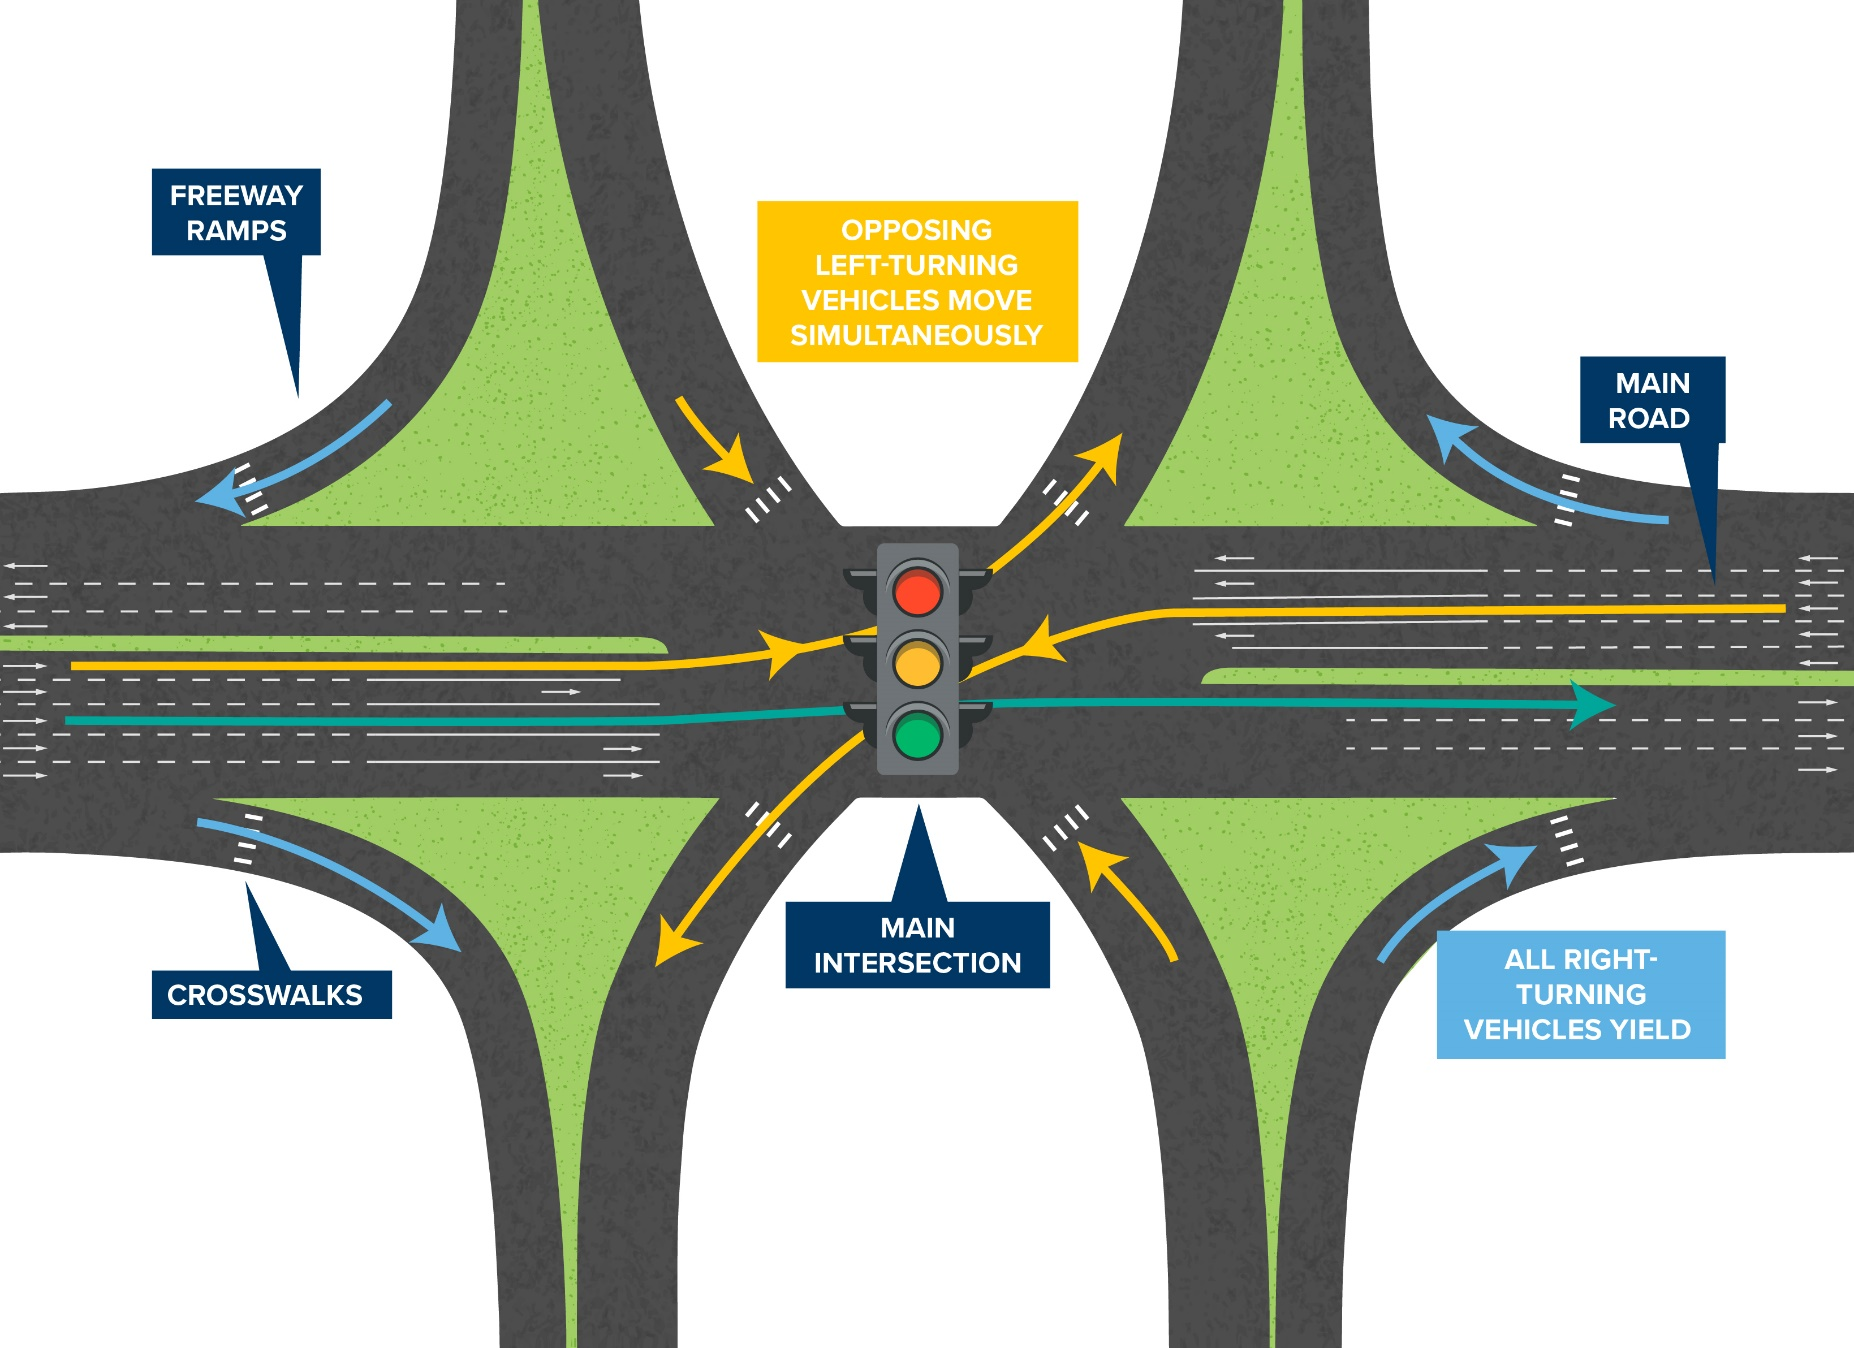 FREEWAY
RAMPS
OPPOSING
LEFT-TURNING
VEHICLES MOVE
SIMULTANEOUSLY
MAIN
ROAD
CROSSWALKS
MAIN
INTERSECTION
ALL RIGHT-
TURNING
VEHICLES YIELD